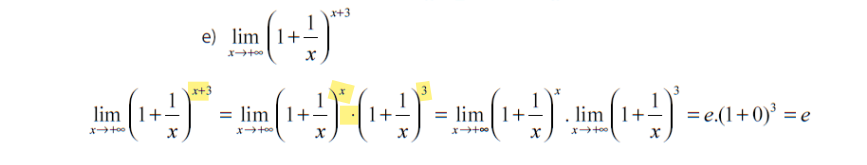 e) lim_{x→+∞} (1+1/x)^{x+3}
lim_{x→+∞} (1+1/x)^{x+3} = lim_{x→+∞} (1+1/x)^{x} · (1+1/x)^{3} = lim_{x→+∞} (1+1/x)^{x} . lim_{x→+∞} (1+1/x)^{3} = e.(1+0)^{3} = e